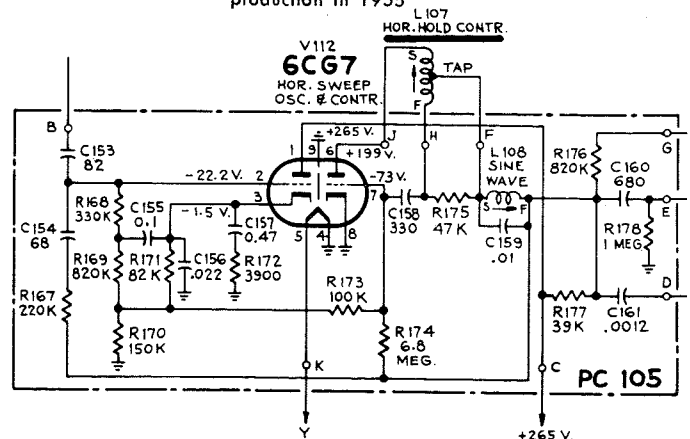 production in 1955
L107
HOR. HOLD CONTR.
V112
6CG7
HOR. SWEEP
OSC. & CONTR.
S
TAP
F
B
+265 V.
J
H
F
+199 V.
G
C153
82
1
9
6
L108
SINE
WAVE
R176
820K
C160
680
-22.2 V.
2
-73 V.
7
E
R168
330K
C155
0.1
-1.5 V.
3
C157
0.47
C158
330
R175
47 K
S
F
R178
1 MEG.
C154
68
5
4
8
C159
.01
R169
820K
R171
82 K
C156
.022
R172
3900
D
R167
220K
R173
100 K
R177
39K
C161
.0012
R170
150K
R174
6.8
MEG.
K
C
PC 105
Y
+265 V.